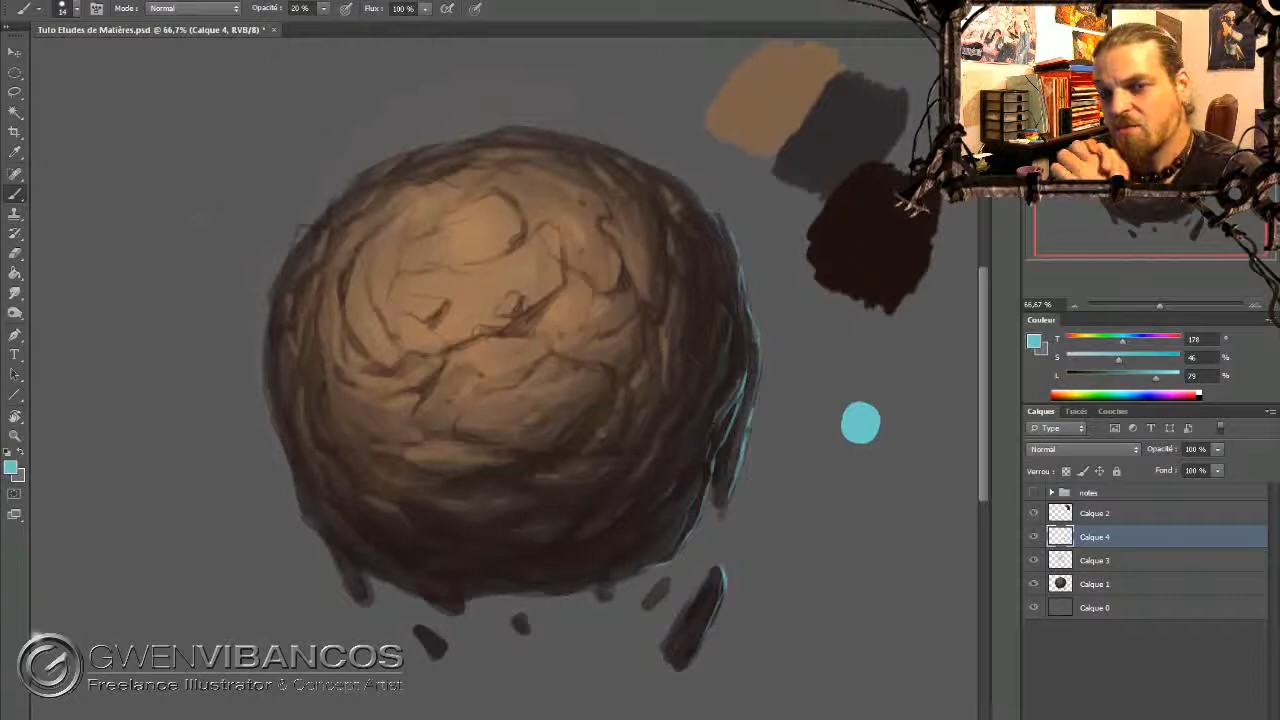 14 Mode : Normal Opacité : 20 % Flux : 100 %
Tuto Etudes de Matières.psd @ 66,7% (Calque 4, RVB/8) * ×
66,67 %
Couleur
T 178 °
S 46 %
L 79 %
Calques Tracés Couches
Type
Normal Opacité : 100 %
Verrou : Fond : 100 %
notes
Calque 2
Calque 4
Calque 3
Calque 1
Calque 0
GWENVIBANCOS
Freelance Illustrator & Concept Artist